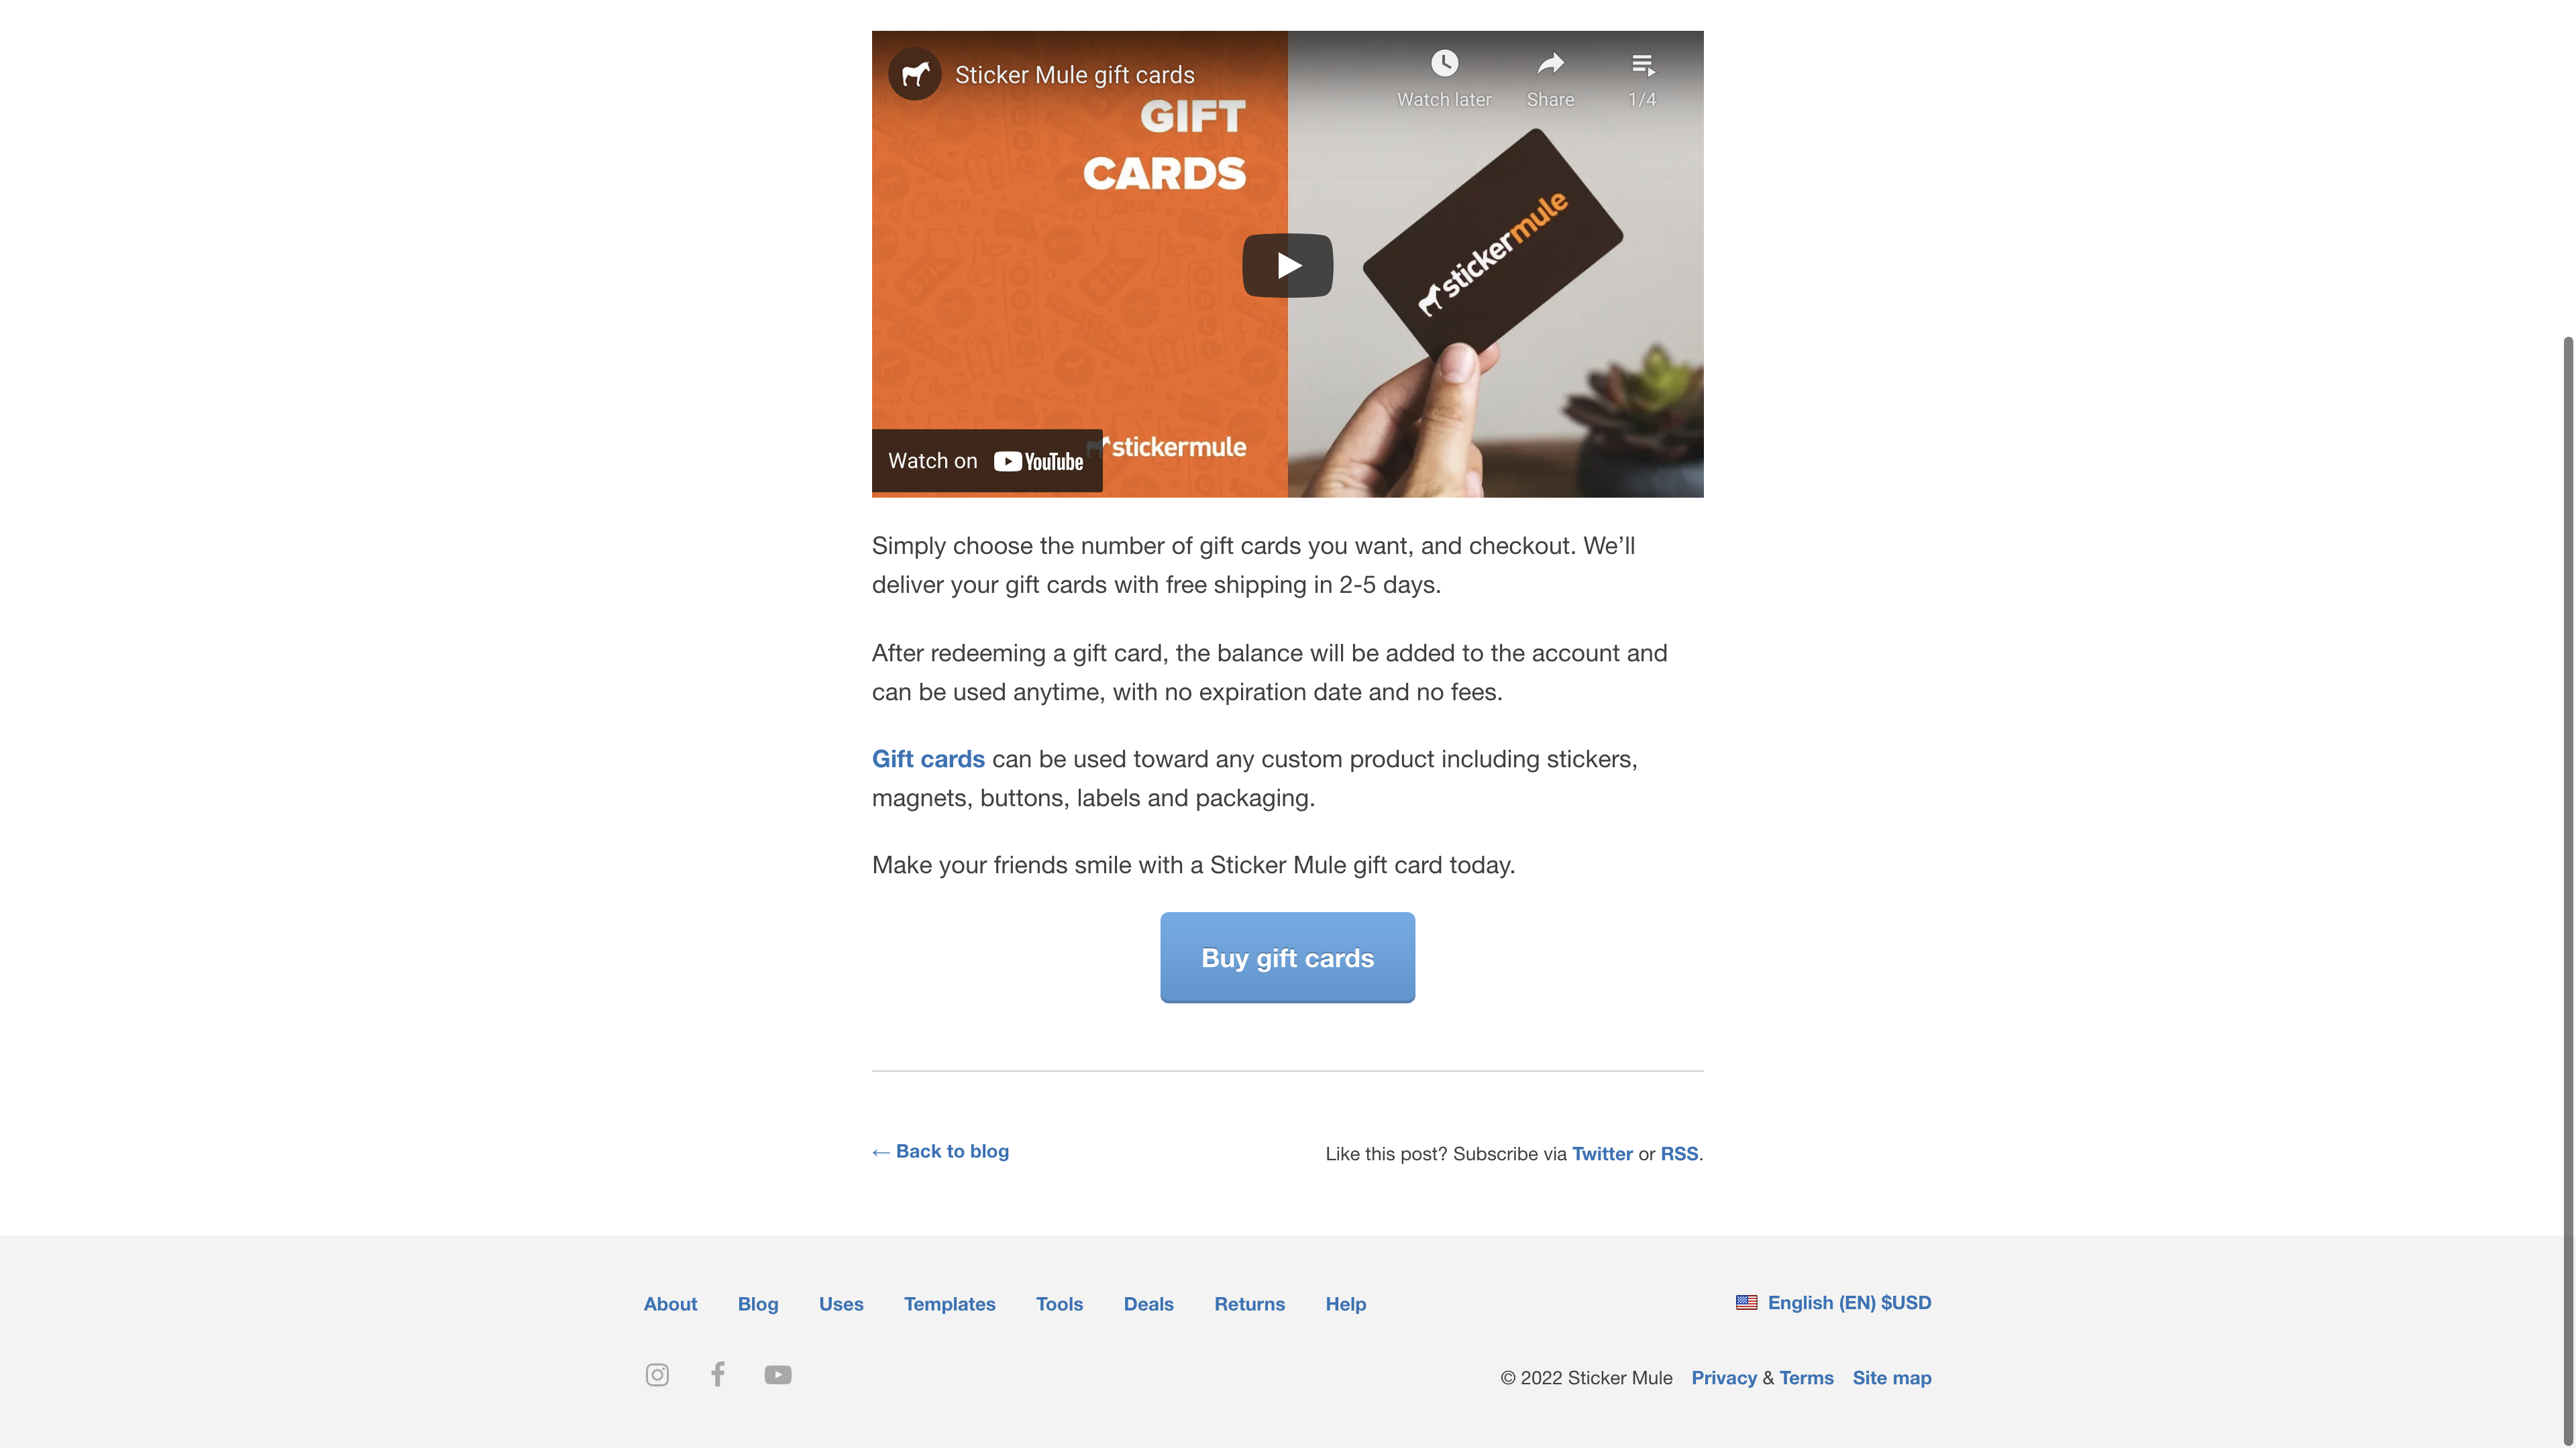 Sticker Mule gift cards
Watch later
Share
1/4
GIFT
CARDS
stickermule
stickermule
Watch on YouTube
Simply choose the number of gift cards you want, and checkout. We’ll
deliver your gift cards with free shipping in 2-5 days.
After redeeming a gift card, the balance will be added to the account and
can be used anytime, with no expiration date and no fees.
Gift cards can be used toward any custom product including stickers,
magnets, buttons, labels and packaging.
Make your friends smile with a Sticker Mule gift card today.
Buy gift cards
← Back to blog
Like this post? Subscribe via Twitter or RSS.
About Blog Uses Templates Tools Deals Returns Help
English (EN) $USD
© 2022 Sticker Mule Privacy & Terms Site map